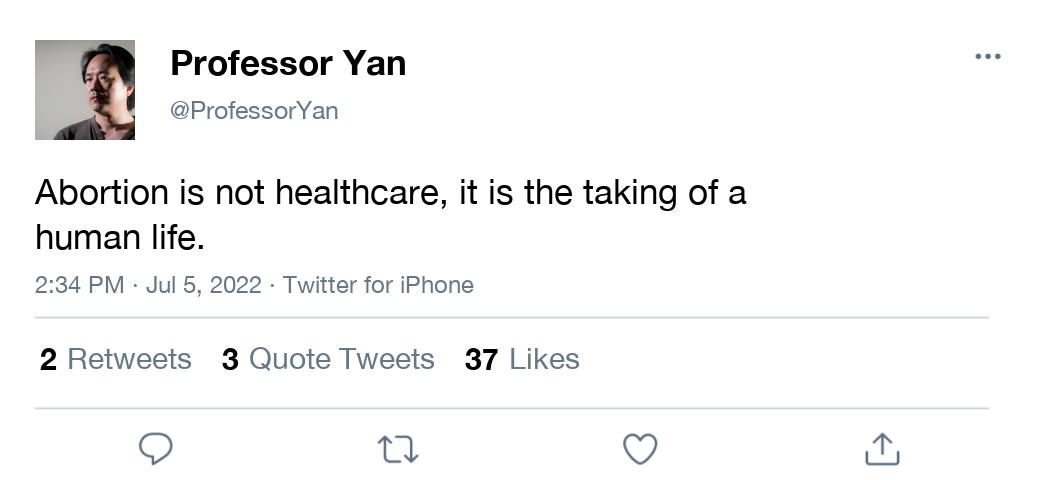 Professor Yan
@ProfessorYan
Abortion is not healthcare, it is the taking of a
human life.
2:34 PM · Jul 5, 2022 · Twitter for iPhone
2 Retweets 3 Quote Tweets 37 Likes